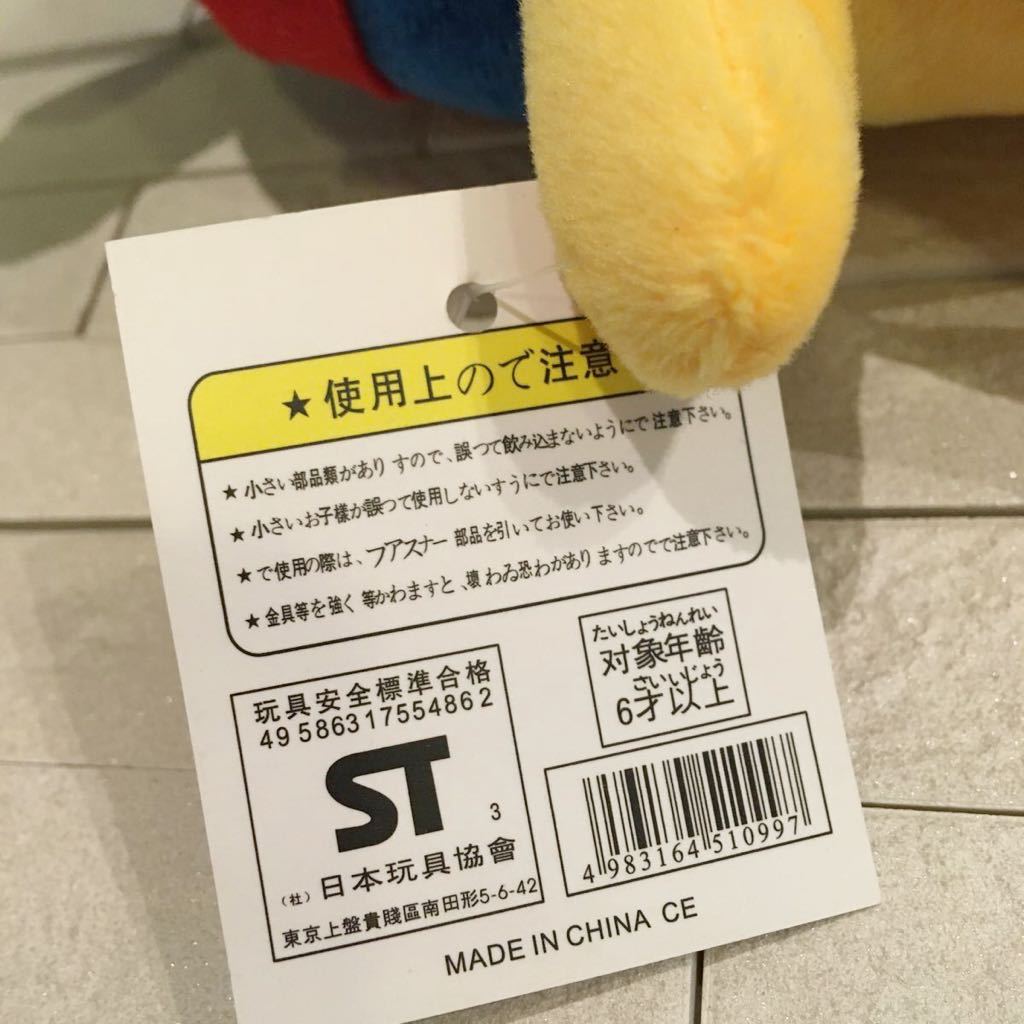 ★使用上のので注意
★小さい部品類があり すので、誤つて飲み込まないようにで 注意下さい。
★小さいお子様が誤つて使用しないすうにで注意下さい。
★で使用の際は、フアスナー 部品を引いてお使い下さい。
★金具等を強く 等かわますと、壊 わゐ恐わがあり ますのでで注意下さい。
玩具安全標準合格
49 58631755486 2
ST
3
（社）日本玩具協會
東京上盤貴賤區南田形5-6-42
たいしょうねんれい
対象年齢
さいいじょう
6才以上
4 983164 510997
MADE IN CHINA CE